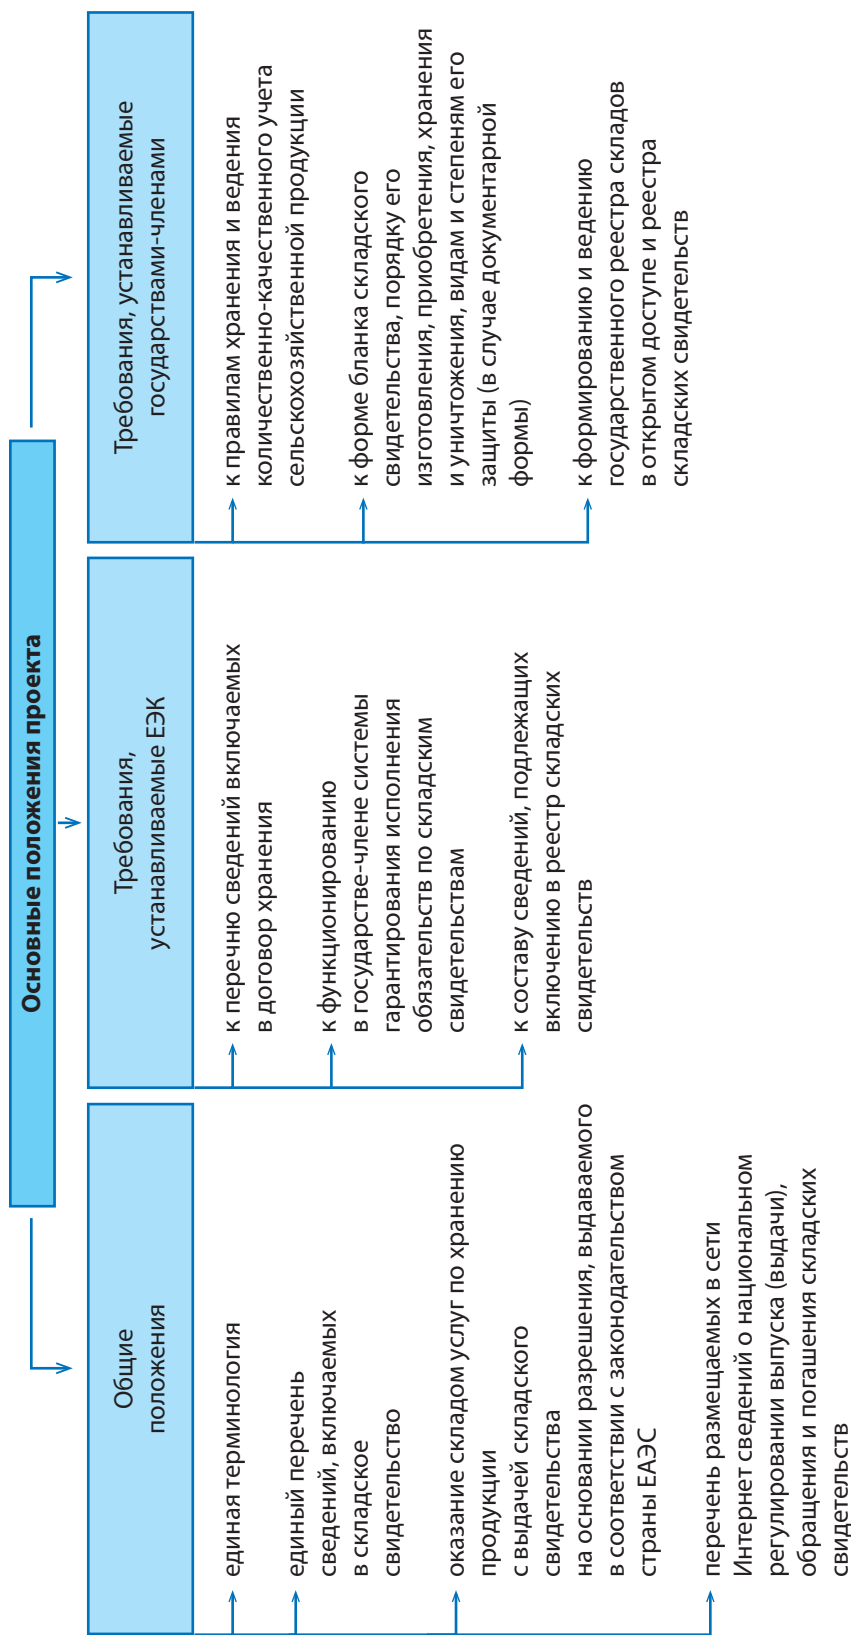 Основные положения проекта
Общие
положения
единая терминология
единый перечень
сведений, включаемых
в складское
свидетельство
оказание складом услуг по хранению
продукции
с выдачей складского
свидетельства
на основании разрешения, выдаваемого
в соответствии с законодательством
страны ЕАЭС
перечень размещаемых в сети
Интернет сведений о национальном
регулировании выпуска (выдачи),
обращения и погашения складских
свидетельств
Требования,
устанавливаемые ЕЭК
к перечню сведений включаемых
в договор хранения
к функционированию
в государстве-члене системы
гарантирования исполнения
обязательств по складским
свидетельствам
к составу сведений, подлежащих
включению в реестр складских
свидетельств
Требования, устанавливаемые
государствами-членами
к правилам хранения и ведения
количественно-качественного учета
сельскохозяйственной продукции
к форме бланка складского
свидетельства, порядку его
изготовления, приобретения, хранения
и уничтожения, видам и степеням его
защиты (в случае документарной
формы)
к формированию и ведению
государственного реестра складов
в открытом доступе и реестра
складских свидетельств